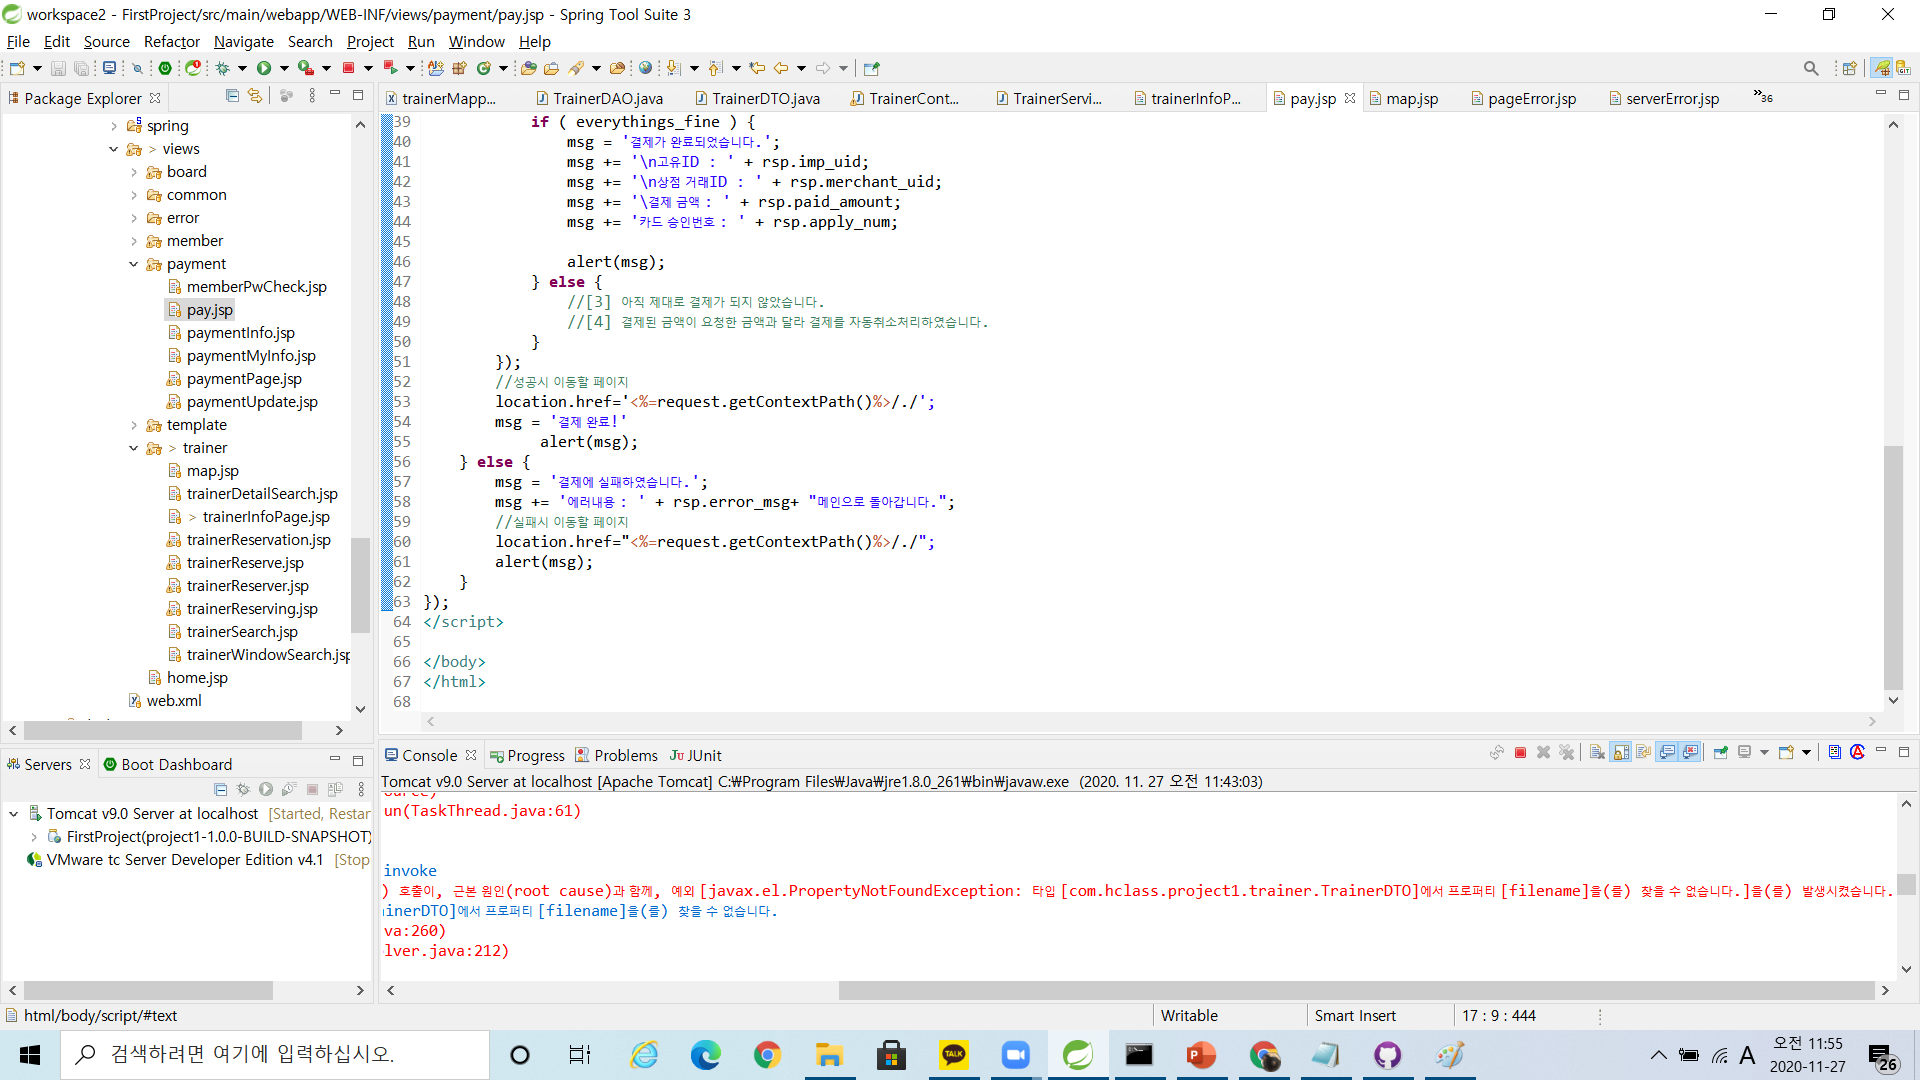 workspace2 - FirstProject/src/main/webapp/WEB-INF/views/payment/pay.jsp - Spring Tool Suite 3
File Edit Source Refactor Navigate Search Project Run Window Help
Package Explorer
spring
> views
board
common
error
member
payment
memberPwCheck.jsp
pay.jsp
paymentInfo.jsp
paymentMyInfo.jsp
paymentPage.jsp
paymentUpdate.jsp
template
> trainer
map.jsp
trainerDetailSearch.jsp
> trainerInfoPage.jsp
trainerReservation.jsp
trainerReserve.jsp
trainerReserver.jsp
trainerReserving.jsp
trainerSearch.jsp
trainerWindowSearch.jsp
home.jsp
web.xml
trainerMapp... TrainerDAO.java TrainerDTO.java TrainerCont... TrainerServi... trainerInfoP... pay.jsp map.jsp pageError.jsp serverError.jsp »36
39 if ( everythings_fine ) {
40 msg = '결제가 완료되었습니다.';
41 msg += '\n고유ID : ' + rsp.imp_uid;
42 msg += '\n상점 거래ID : ' + rsp.merchant_uid;
43 msg += '\결제 금액 : ' + rsp.paid_amount;
44 msg += '카드 승인번호 : ' + rsp.apply_num;
45
46 alert(msg);
47 } else {
48 //[3] 아직 제대로 결제가 되지 않았습니다.
49 //[4] 결제된 금액이 요청한 금액과 달라 결제를 자동취소처리하였습니다.
50 }
51 });
52 //성공시 이동할 페이지
53 location.href='<%=request.getContextPath()%>/./';
54 msg = '결제 완료!'
55 alert(msg);
56 } else {
57 msg = '결제에 실패하였습니다.';
58 msg += '에러내용 : ' + rsp.error_msg+ "메인으로 돌아갑니다.";
59 //실패시 이동할 페이지
60 location.href="<%=request.getContextPath()%>/./";
61 alert(msg);
62 }
63 });
64 </script>
65
66 </body>
67 </html>
68
Servers Boot Dashboard
Tomcat v9.0 Server at localhost [Started, Restar
FirstProject(project1-1.0.0-BUILD-SNAPSHOT)
VMware tc Server Developer Edition v4.1 [Stop
Console Progress Problems JUnit
Tomcat v9.0 Server at localhost [Apache Tomcat] C:₩Program Files₩Java₩jre1.8.0_261₩bin₩javaw.exe (2020. 11. 27 오전 11:43:03)
un(TaskThread.java:61)
invoke
) 호출이, 근본 원인(root cause)과 함께, 예외 [javax.el.PropertyNotFoundException: 타입 [com.hclass.project1.trainer.TrainerDTO]에서 프로퍼티 [filename]을(를) 찾을 수 없습니다.]을(를) 발생시켰습니다.
inerDTO]에서 프로퍼티 [filename]을(를) 찾을 수 없습니다.
va:260)
lver.java:212)
html/body/script/#text
Writable Smart Insert 17 : 9 : 444
검색하려면 여기에 입력하십시오.
TALK
A
오전 11:55
2020-11-27
26